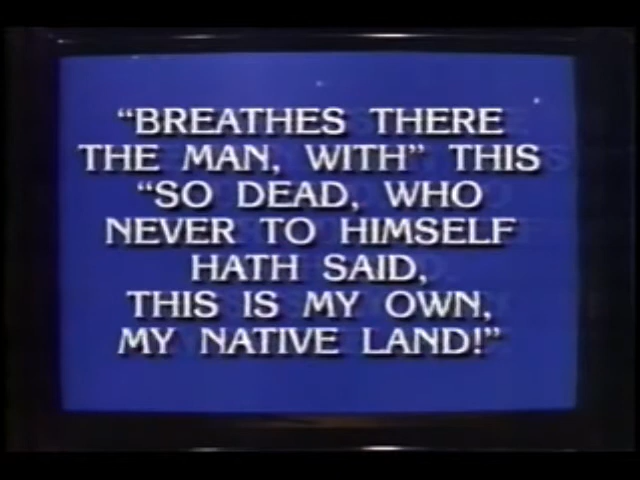 “BREATHES THERE
THE MAN, WITH” THIS
“SO DEAD, WHO
NEVER TO HIMSELF
HATH SAID,
THIS IS MY OWN,
MY NATIVE LAND!”